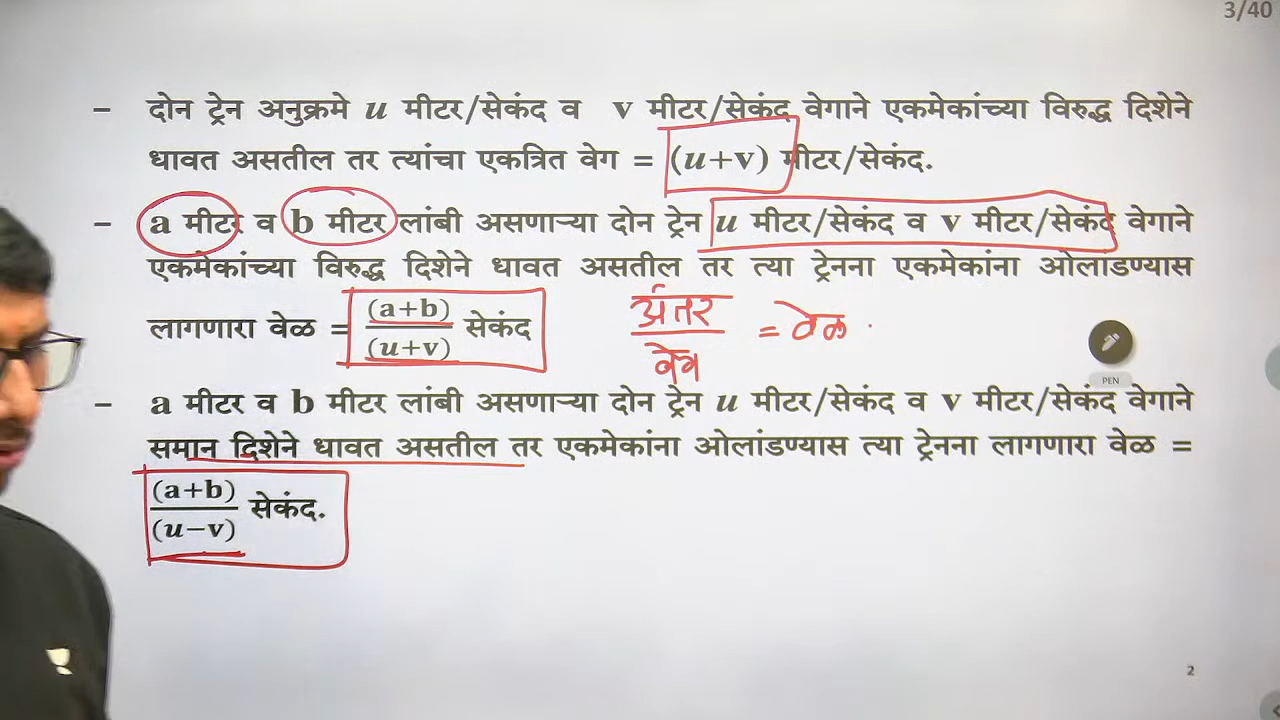 3/40
– दोन ट्रेन अनुक्रमे u मीटर/सेकंद व v मीटर/सेकंद वेगाने एकमेकांच्या विरुद्ध दिशेने
धावत असतील तर त्यांचा एकत्रित वेग = (u+v) मीटर/सेकंद.
– a मीटर व b मीटर लांबी असणाऱ्या दोन ट्रेन u मीटर/सेकंद व v मीटर/सेकंद वेगाने
एकमेकांच्या विरुद्ध दिशेने धावत असतील तर त्या ट्रेनना एकमेकांना ओलाडण्यास
लागणारा वेळ = (a+b)/(u+v) सेकंद
अंतर/वेग = वेळ
PEN
– a मीटर व b मीटर लांबी असणाऱ्या दोन ट्रेन u मीटर/सेकंद व v मीटर/सेकंद वेगाने
समान दिशेने धावत असतील तर एकमेकांना ओलांडण्यास त्या ट्रेनना लागणारा वेळ =
(a+b)/(u−v) सेकंद.
2